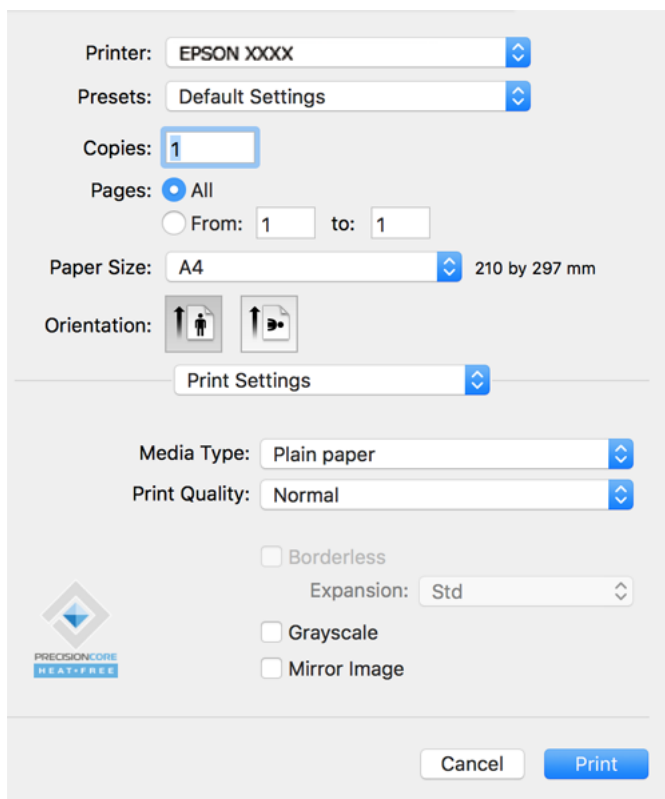 Printer: EPSON XXXX
Presets: Default Settings
Copies: 1
Pages: All
From: 1 to: 1
Paper Size: A4 210 by 297 mm
Orientation:
Print Settings
Media Type: Plain paper
Print Quality: Normal
Borderless
Expansion: Std
Grayscale
Mirror Image
PRECISIONCORE
HEAT-FREE
Cancel Print